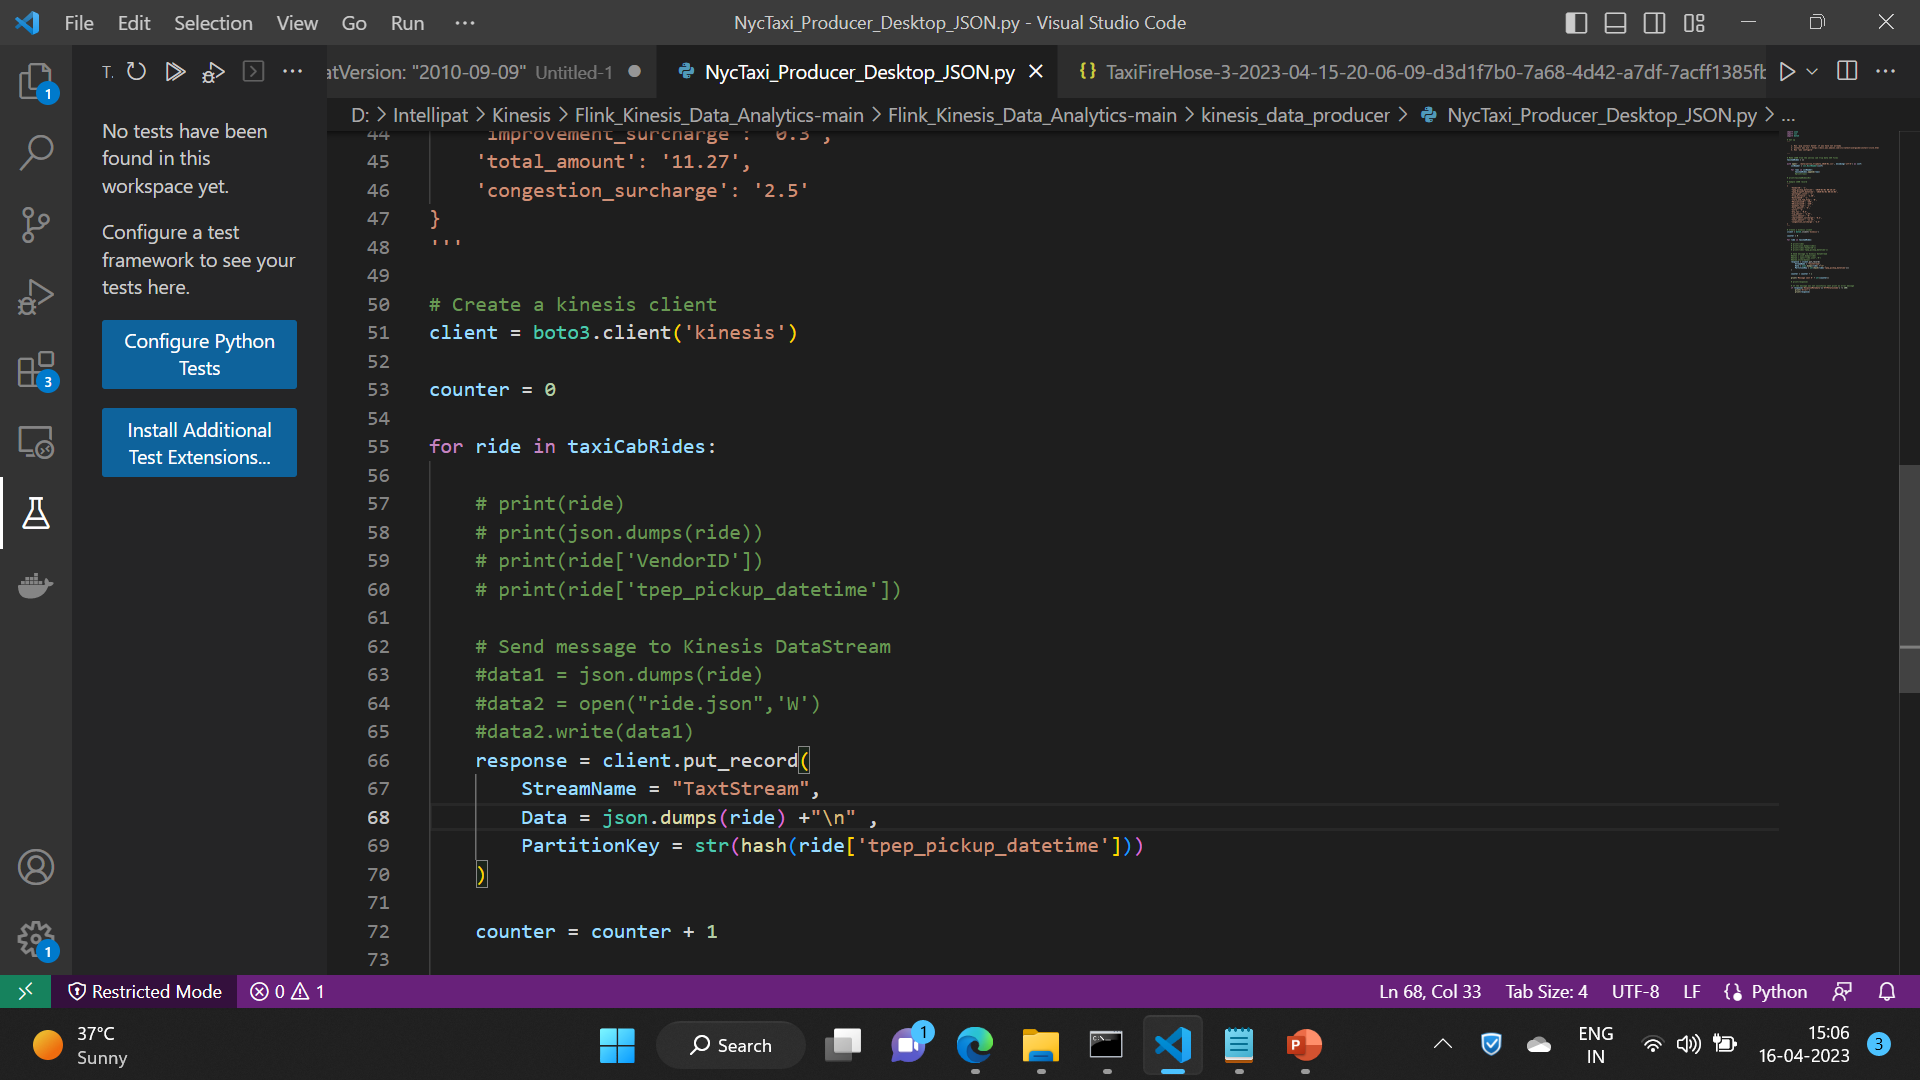 File Edit Selection View Go Run ···
NycTaxi_Producer_Desktop_JSON.py - Visual Studio Code
T.
atVersion: "2010-09-09" Untitled-1
NycTaxi_Producer_Desktop_JSON.py
{} TaxiFireHose-3-2023-04-15-20-06-09-d3d1f7b0-7a68-4d42-a7df-7acff1385fb
D: > Intellipat > Kinesis > Flink_Kinesis_Data_Analytics-main > Flink_Kinesis_Data_Analytics-main > kinesis_data_producer > NycTaxi_Producer_Desktop_JSON.py > ...
1
3
1
No tests have been
found in this
workspace yet.
Configure a test
framework to see your
tests here.
Configure Python
Tests
Install Additional
Test Extensions...
44 'improvement_surcharge': '0.3',
45 'total_amount': '11.27',
46 'congestion_surcharge': '2.5'
47 }
48 '''
49
50 # Create a kinesis client
51 client = boto3.client('kinesis')
52
53 counter = 0
54
55 for ride in taxiCabRides:
56
57 # print(ride)
58 # print(json.dumps(ride))
59 # print(ride['VendorID'])
60 # print(ride['tpep_pickup_datetime'])
61
62 # Send message to Kinesis DataStream
63 #data1 = json.dumps(ride)
64 #data2 = open("ride.json",'W')
65 #data2.write(data1)
66 response = client.put_record(
67 StreamName = "TaxtStream",
68 Data = json.dumps(ride) +"\n" ,
69 PartitionKey = str(hash(ride['tpep_pickup_datetime']))
70 )
71
72 counter = counter + 1
73
Restricted Mode 0 1
Ln 68, Col 33 Tab Size: 4 UTF-8 LF Python
37°C
Sunny
Search
1
ENG
IN
15:06
16-04-2023
3